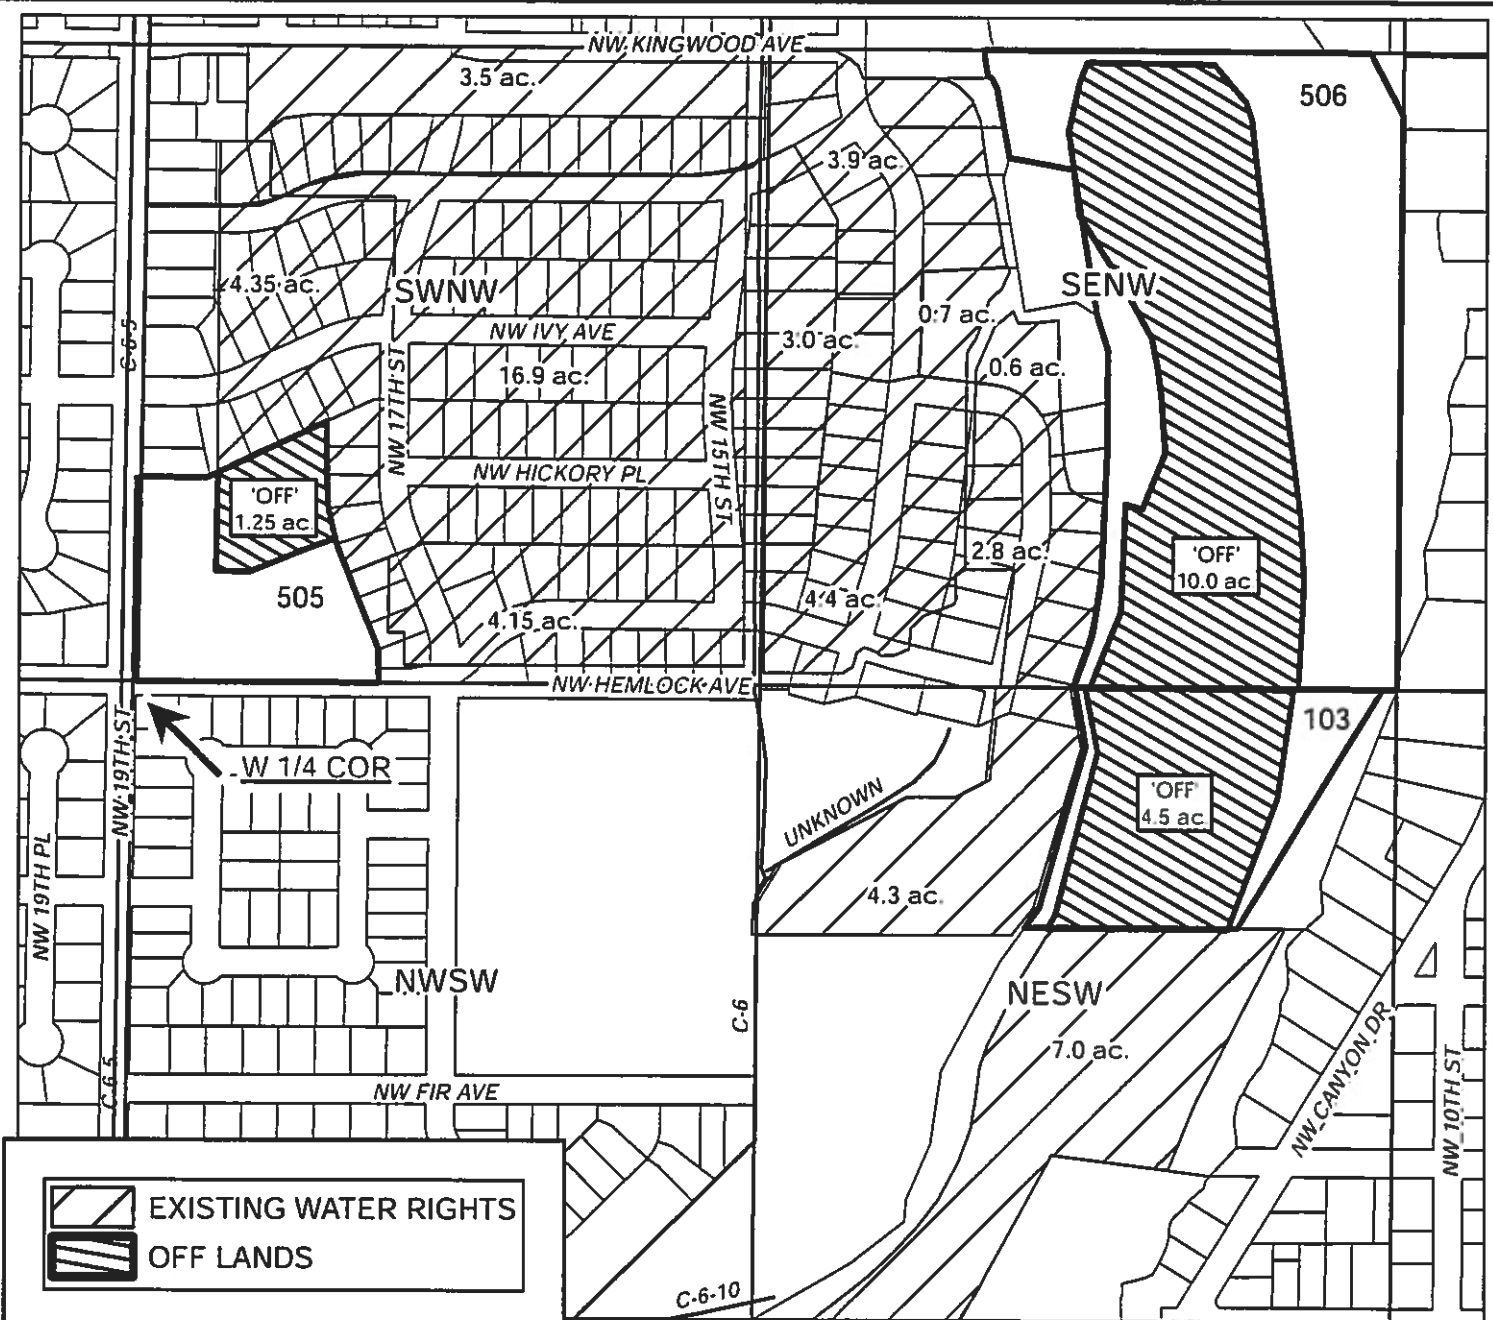 NW KINGWOOD AVE
3.5 ac.
506
3.9 ac.
4.35 ac.
SWNW
SENW
NW IVY AVE
3.0 ac.
0.7 ac.
0.6 ac.
C-6-5
16.9 ac.
NW 17TH ST
NW 15TH ST
NW HICKORY PL
'OFF'
1.25 ac.
'OFF'
10.0 ac
2.8 ac.
505
4.4 ac.
4.15 ac.
NW HEMLOCK AVE
103
NW 19TH ST
W 1/4 COR
'OFF'
4.5 ac.
UNKNOWN
NW 19TH PL
4.3 ac.
NWSW
NESW
C-6
7.0 ac.
C-6.5
NW FIR AVE
NW CANYON DR
NW 10TH ST
EXISTING WATER RIGHTS
OFF LANDS
C-6-10